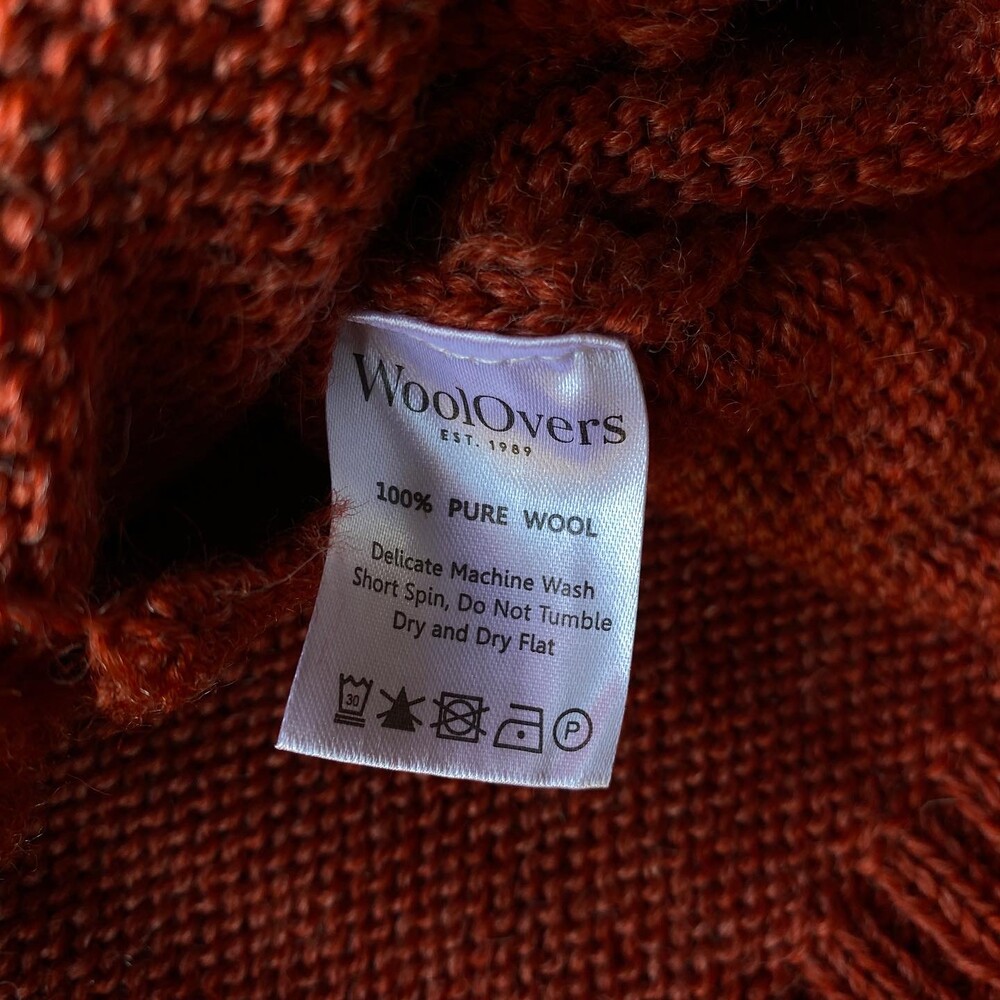 WoolOvers
EST. 1989
100% PURE WOOL
Delicate Machine Wash
Short Spin, Do Not Tumble
Dry and Dry Flat
30 P